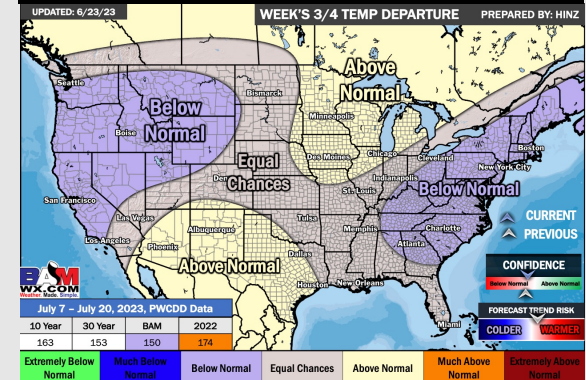 UPDATED: 6/23/23
WEEK'S 3/4 TEMP DEPARTURE
PREPARED BY: HINZ
Seattle
Above
Normal
Bismarck
Below
Normal
Minneapolis
Boise
Des Moines
Chicago
Cleveland
Boston
New York City
Equal
Chances
Den
Indianapolis
St. Louis
Below Normal
San Francisco
Las Vegas
Los Angeles
Albuquerque
Phoenix
Tulsa
Memphis
Charlotte
Atlanta
CURRENT
PREVIOUS
Above Normal
Dallas
Houston
New Orleans
Miami
CONFIDENCE
Below Normal
Above Normal
FORECAST TREND RISK
COLDER
WARMER
BAM
WX.COM
Weather. Made. Simple.
July 7 – July 20, 2023, PWCDD Data
10 Year 30 Year BAM 2022
163 153 150 174
Extremely Below Normal
Much Below Normal
Below Normal
Equal Chances
Above Normal
Much Above Normal
Extremely Above Normal